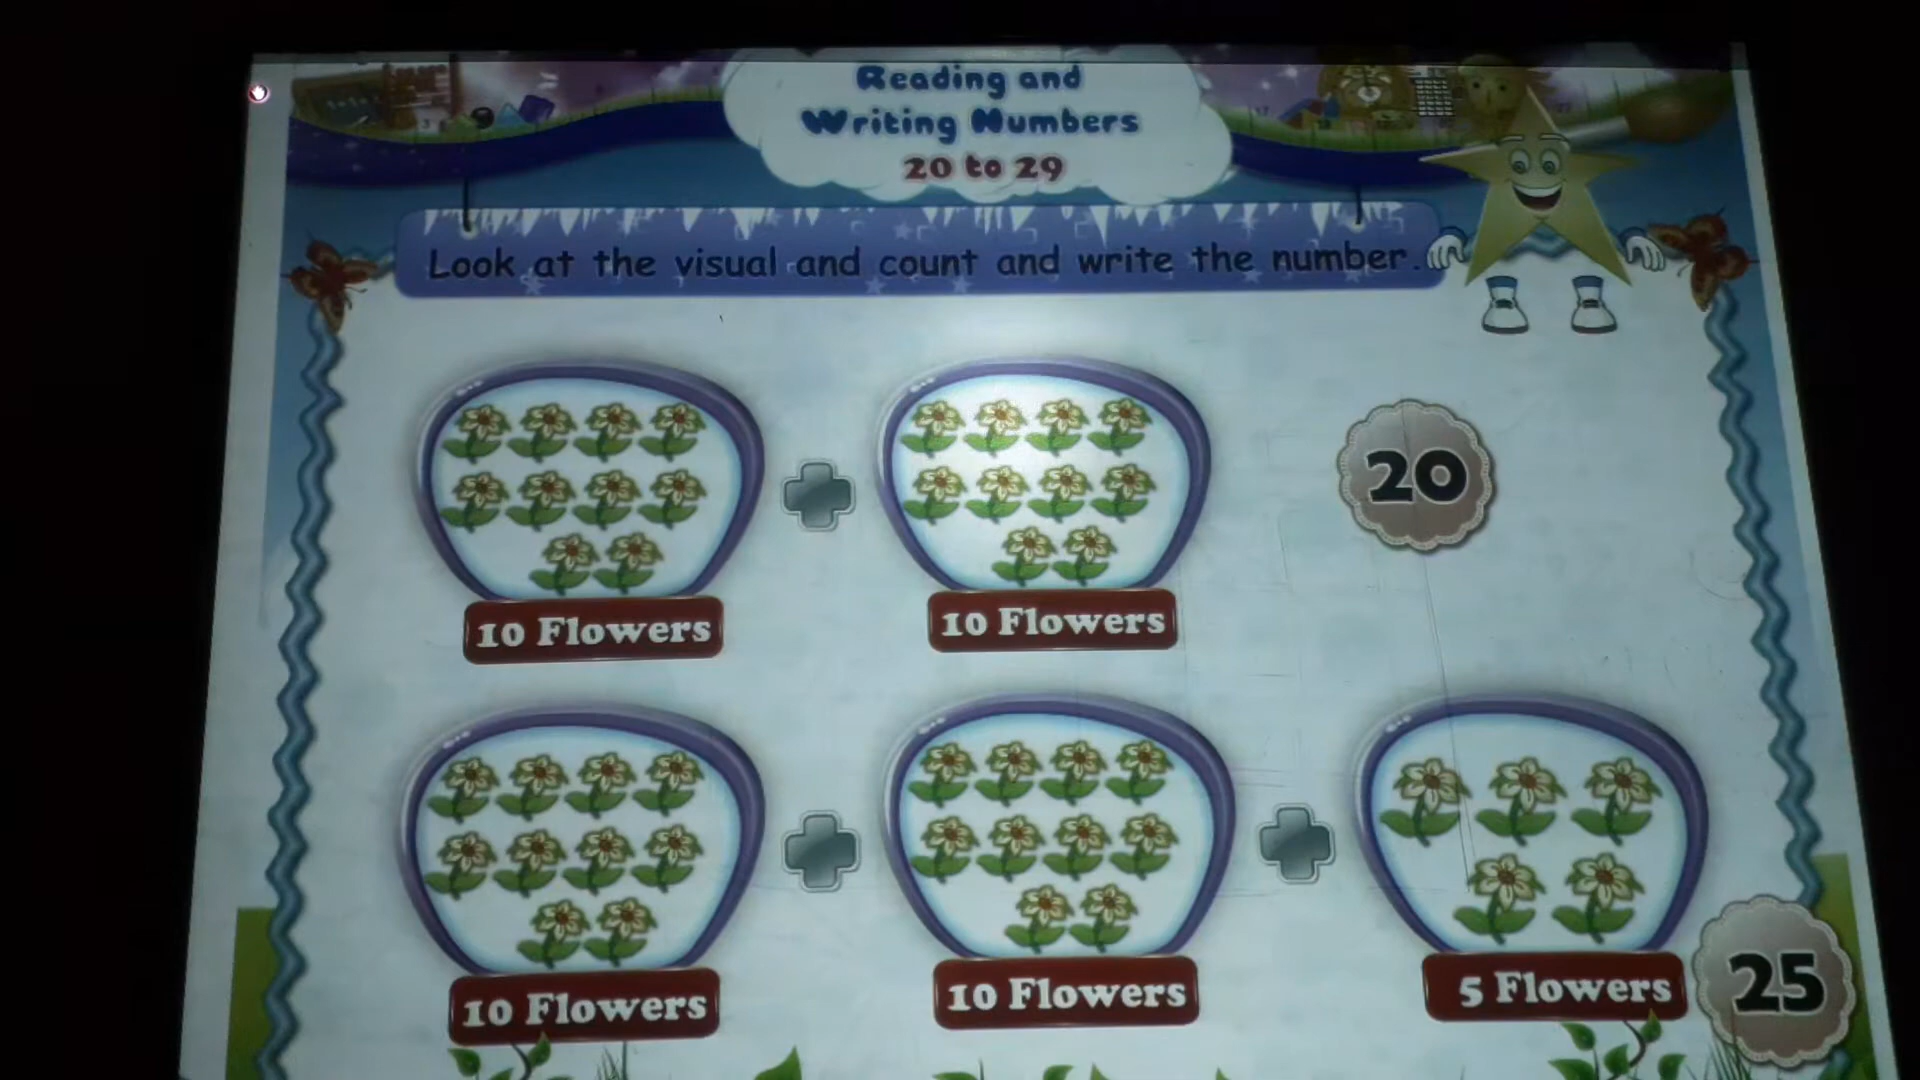 Reading and
Writing Numbers
20 to 29
Look at the visual and count and write the number.
20
10 Flowers
10 Flowers
10 Flowers
10 Flowers
5 Flowers
25